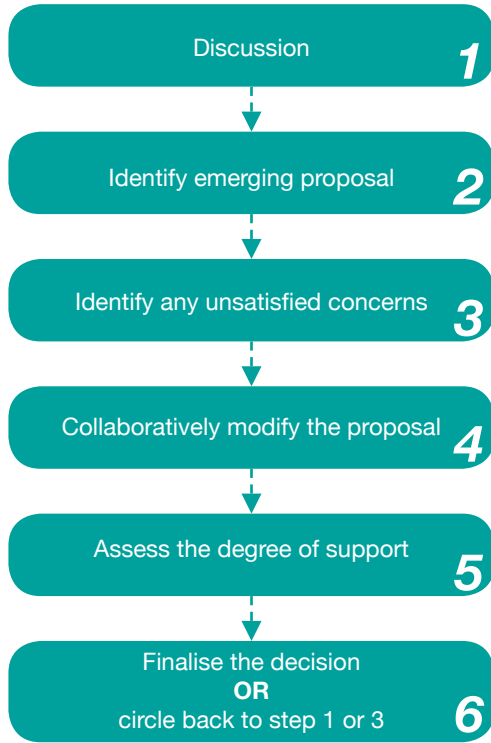 Discussion
1
Identify emerging proposal
2
Identify any unsatisfied concerns
3
Collaboratively modify the proposal
4
Assess the degree of support
5
Finalise the decision
OR
circle back to step 1 or 3
6